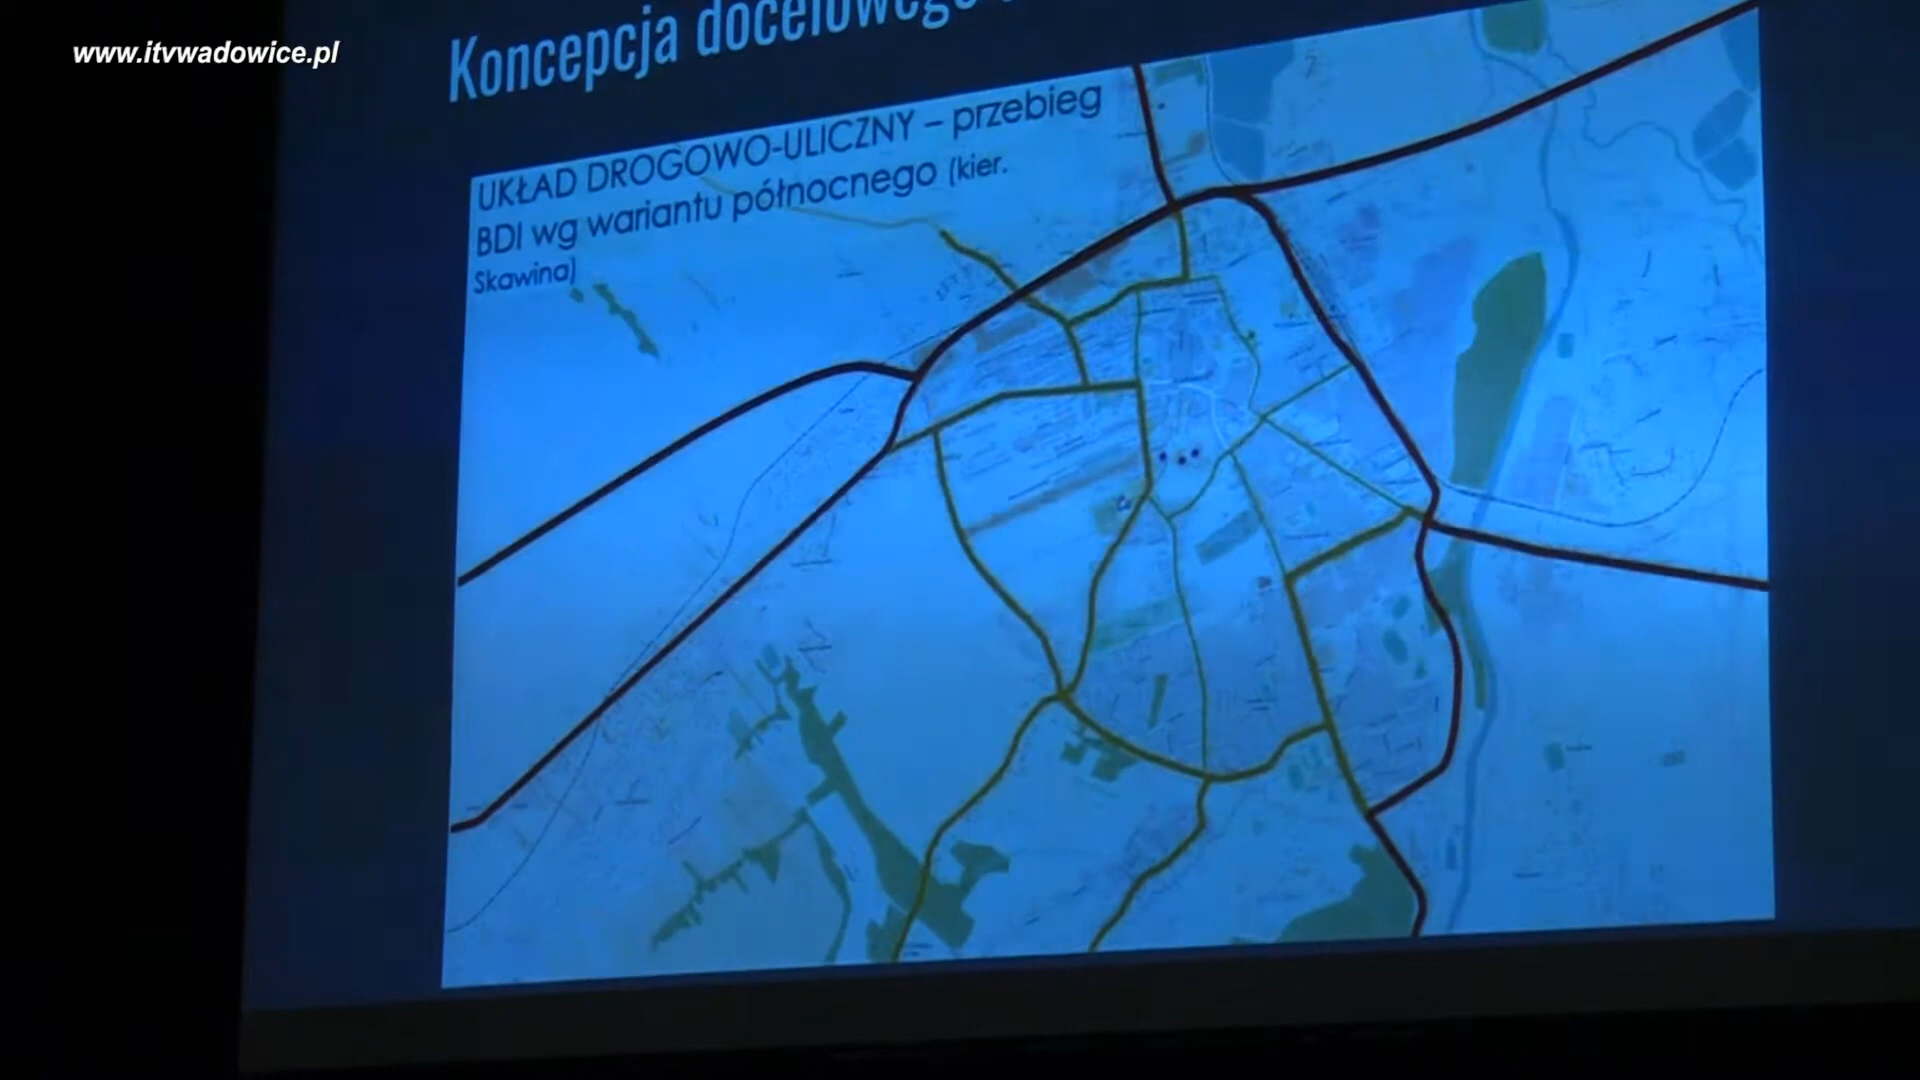 www.itvwadowice.pl
Koncepcja docelowego
UKŁAD DROGOWO-ULICZNY – przebieg
BDI wg wariantu północnego (kier.
Skawina)